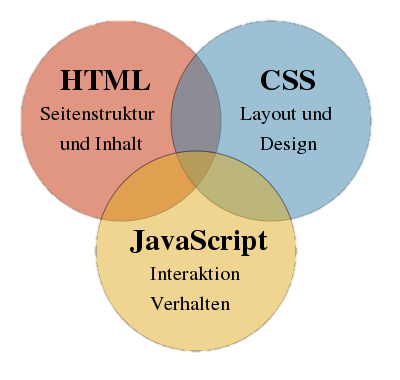 HTML
Seitenstruktur
und Inhalt
CSS
Layout und
Design
JavaScript
Interaktion
Verhalten